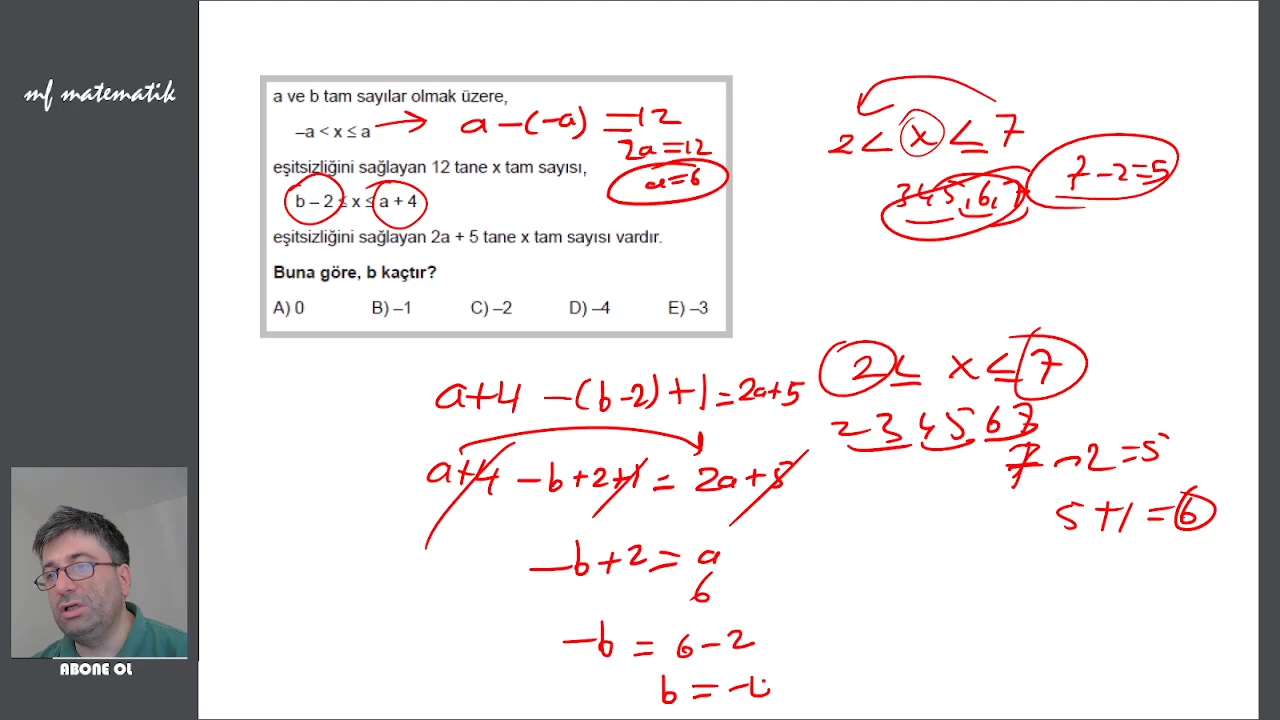 mf matematik
a ve b tam sayılar olmak üzere,
–a < x ≤ a → a – (–a) = 12
2a = 12
eşitsizliğini sağlayan 12 tane x tam sayısı,
a = 6
b – 2 ≤ x ≤ a + 4
eşitsizliğini sağlayan 2a + 5 tane x tam sayısı vardır.
Buna göre, b kaçtır?
A) 0 B) –1 C) –2 D) –4 E) –3
2 < x ≤ 7
3 4 5, 6, 7
7 – 2 = 5
a+4 – (b-2) + 1 = 2a+5
a+4 – b + 2 + 1 = 2a + 5
–b + 2 = a
6
–b = 6 – 2
b = –4
2 ≤ x ≤ 7
2 3 4 5 6 7
7 – 2 = 5
5 + 1 = 6
ABONE OL